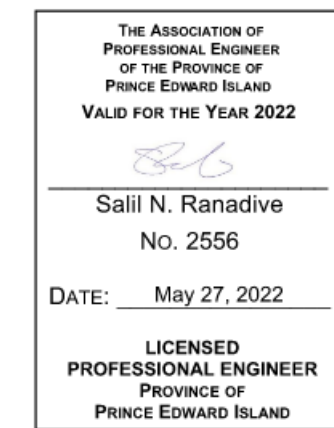 THE ASSOCIATION OF
PROFESSIONAL ENGINEER
OF THE PROVINCE OF
PRINCE EDWARD ISLAND
VALID FOR THE YEAR 2022
Salil N. Ranadive
NO. 2556
DATE: May 27, 2022
LICENSED
PROFESSIONAL ENGINEER
PROVINCE OF
PRINCE EDWARD ISLAND